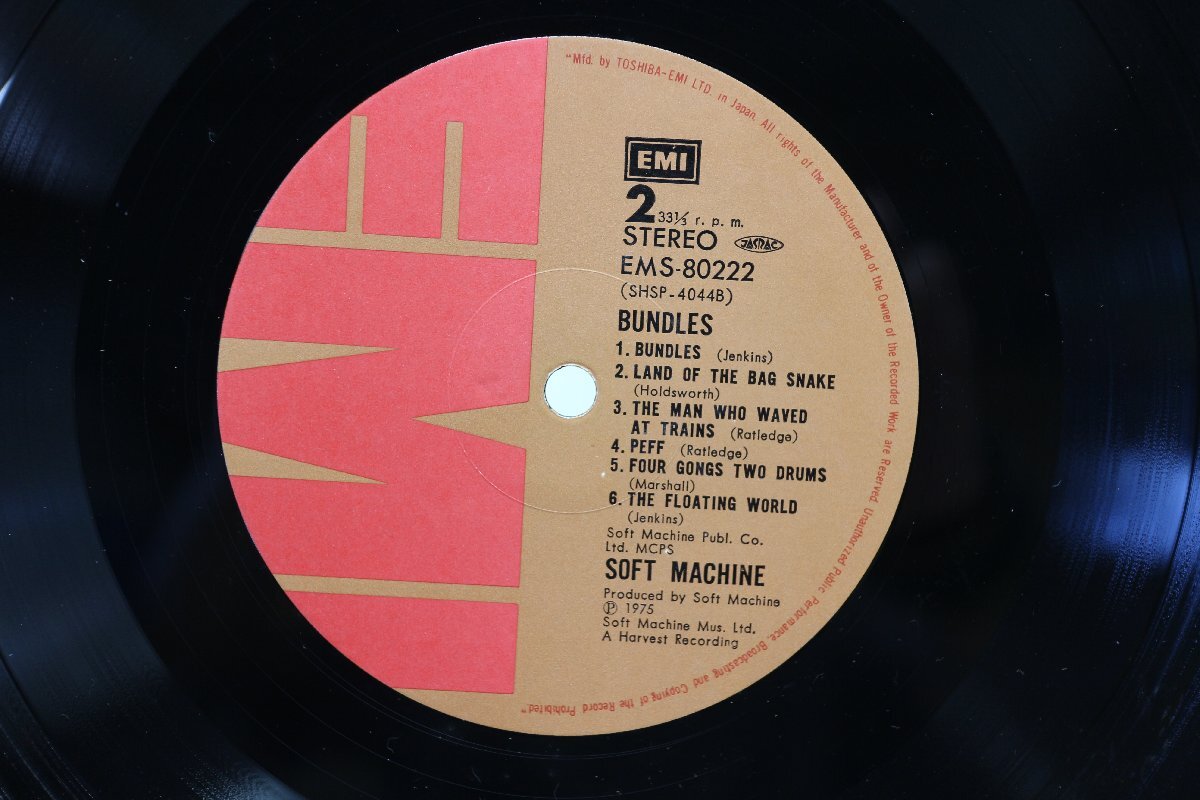 "Mfd. by TOSHIBA-EMI LTD. in Japan. All rights of the Manufacturer and of the Owner of the Recorded Work are Reserved. Unauthorized Public Performance, Broadcasting and Copying of the Record Prohibited."
EMI
EMI
2 33 1/3 r. p. m.
STEREO JASRAC
EMS-80222
(SHSP-4044B)
BUNDLES
1. BUNDLES (Jenkins)
2. LAND OF THE BAG SNAKE
(Holdsworth)
3. THE MAN WHO WAVED
AT TRAINS (Ratledge)
4. PEFF (Ratledge)
5. FOUR GONGS TWO DRUMS
(Marshall)
6. THE FLOATING WORLD
(Jenkins)
Soft Machine Publ. Co.
Ltd. MCPS
SOFT MACHINE
Produced by Soft Machine
Ⓟ 1975
Soft Machine Mus. Ltd.
A Harvest Recording